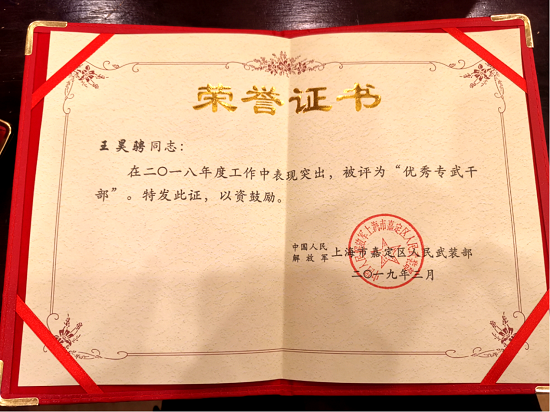 荣誉证书
王昊骋同志：
在二〇一八年度工作中表现突出，被评为“优秀专武干
部”。特发此证，以资鼓励。
中国人民
解放军 上海市嘉定区人民武装部
二〇一九年二月